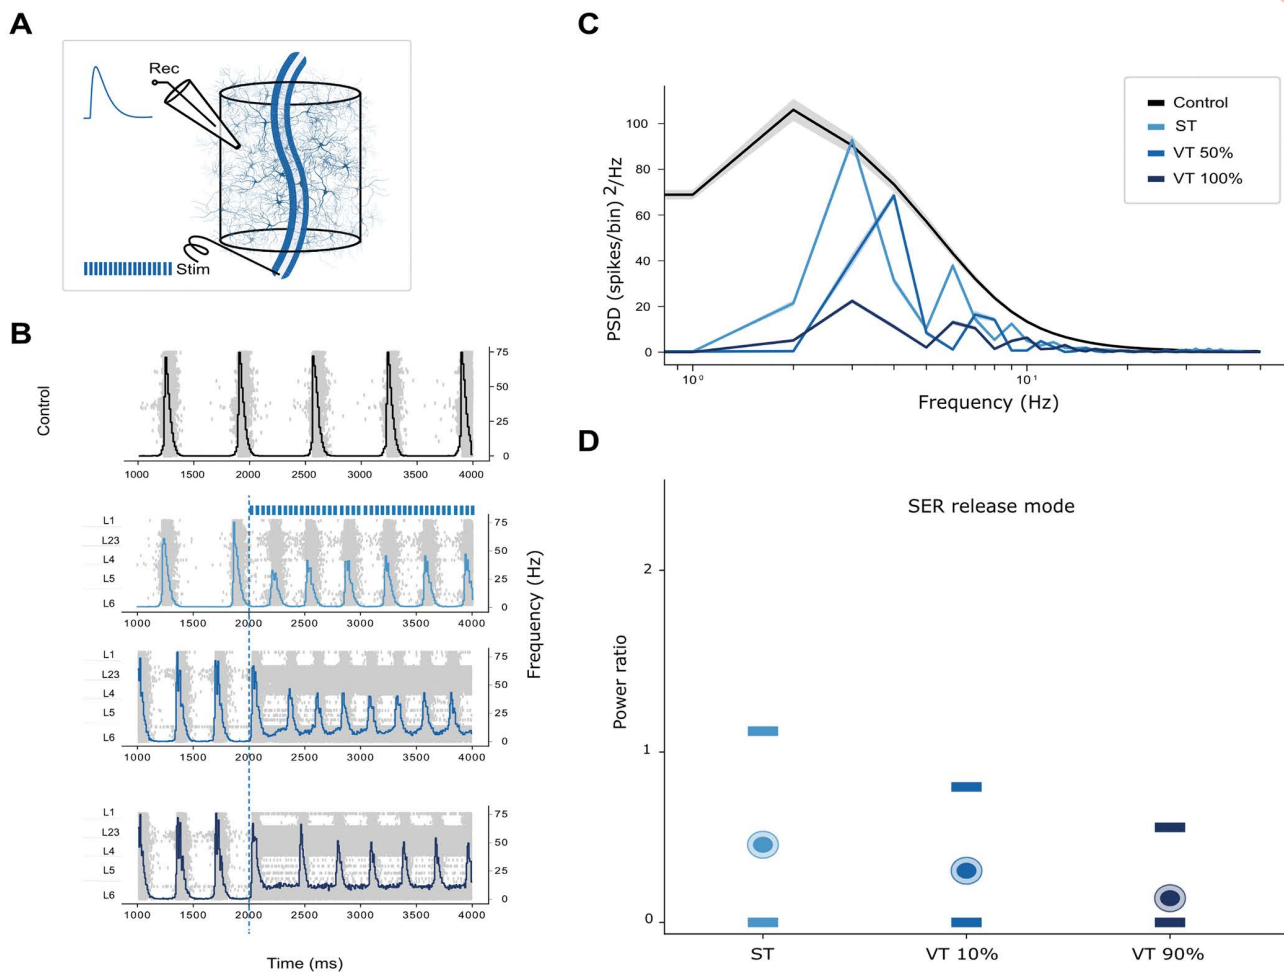 A
Rec
Stim
B
Control
75
50
25
0
1000 1500 2000 2500 3000 3500 4000
L1
L23
L4
L5
L6
75
50
25
0
1000 1500 2000 2500 3000 3500 4000
L1
L23
L4
L5
L6
75
50
25
0
1000 1500 2000 2500 3000 3500 4000
L1
L23
L4
L5
L6
75
50
25
0
1000 1500 2000 2500 3000 3500 4000
Frequency (Hz)
Time (ms)
C
Control
ST
VT 50%
VT 100%
PSD (spikes/bin) ²/Hz
100
80
60
40
20
0
10⁰ 10¹
Frequency (Hz)
D
SER release mode
Power ratio
2
1
0
ST VT 10% VT 90%